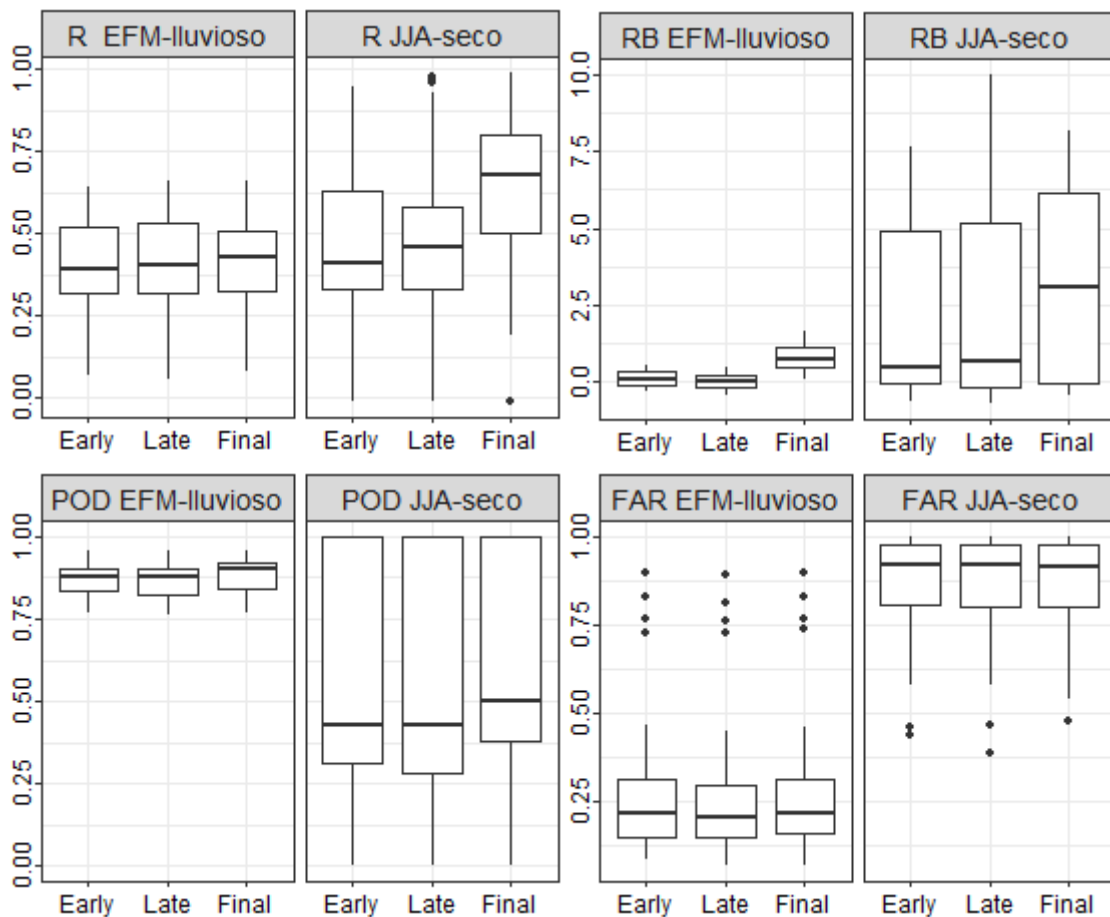 R EFM-lluvioso
R JJA-seco
1.00
0.75
0.50
0.25
0.00
Early Late Final
Early Late Final
RB EFM-lluvioso
RB JJA-seco
10.0
7.5
5.0
2.5
0.0
Early Late Final
Early Late Final
POD EFM-lluvioso
POD JJA-seco
1.00
0.75
0.50
0.25
0.00
Early Late Final
Early Late Final
FAR EFM-lluvioso
FAR JJA-seco
1.00
0.75
0.50
0.25
Early Late Final
Early Late Final